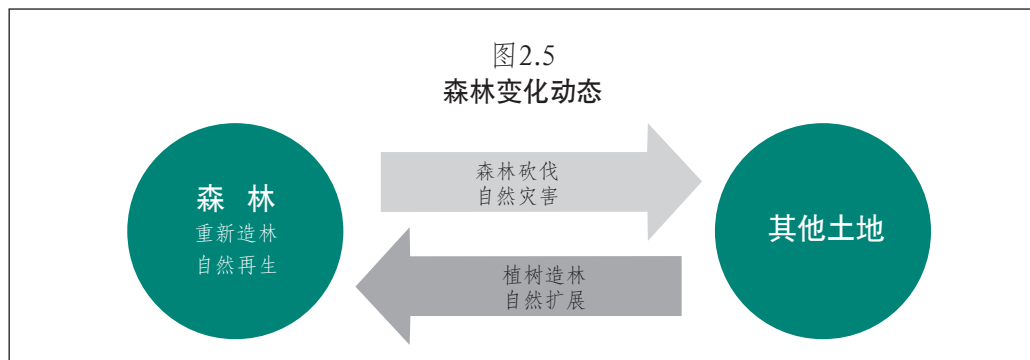 图2.5
森林变化动态
森林
重新造林
自然再生
森林砍伐
自然灾害
植树造林
自然扩展
其他土地